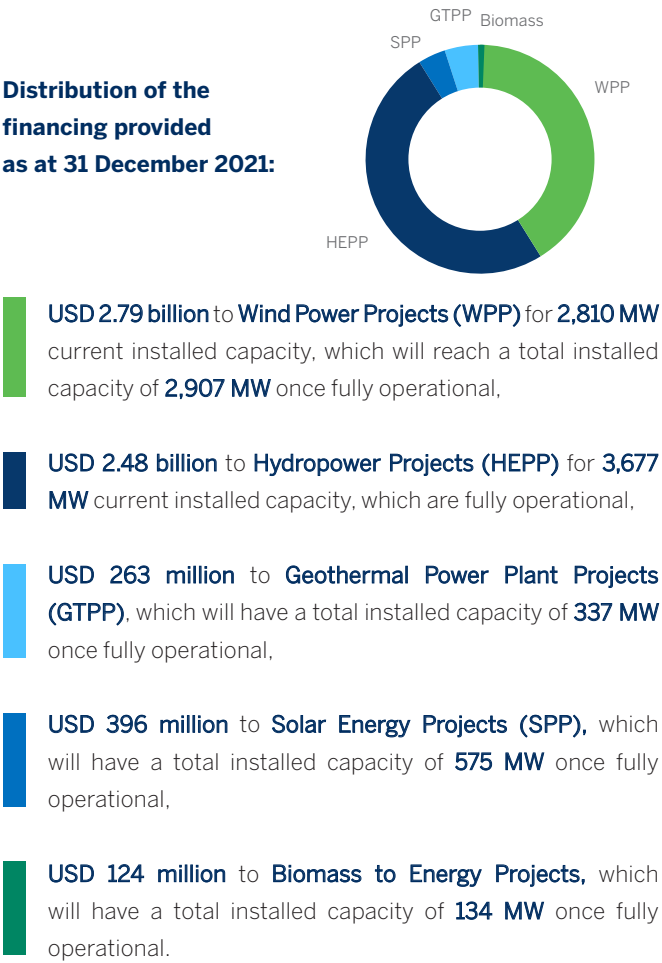 GTPP Biomass
SPP
WPP
HEPP
Distribution of the
financing provided
as at 31 December 2021:
USD 2.79 billion to Wind Power Projects (WPP) for 2,810 MW
current installed capacity, which will reach a total installed
capacity of 2,907 MW once fully operational,
USD 2.48 billion to Hydropower Projects (HEPP) for 3,677
MW current installed capacity, which are fully operational,
USD 263 million to Geothermal Power Plant Projects
(GTPP), which will have a total installed capacity of 337 MW
once fully operational,
USD 396 million to Solar Energy Projects (SPP), which
will have a total installed capacity of 575 MW once fully
operational,
USD 124 million to Biomass to Energy Projects, which
will have a total installed capacity of 134 MW once fully
operational.